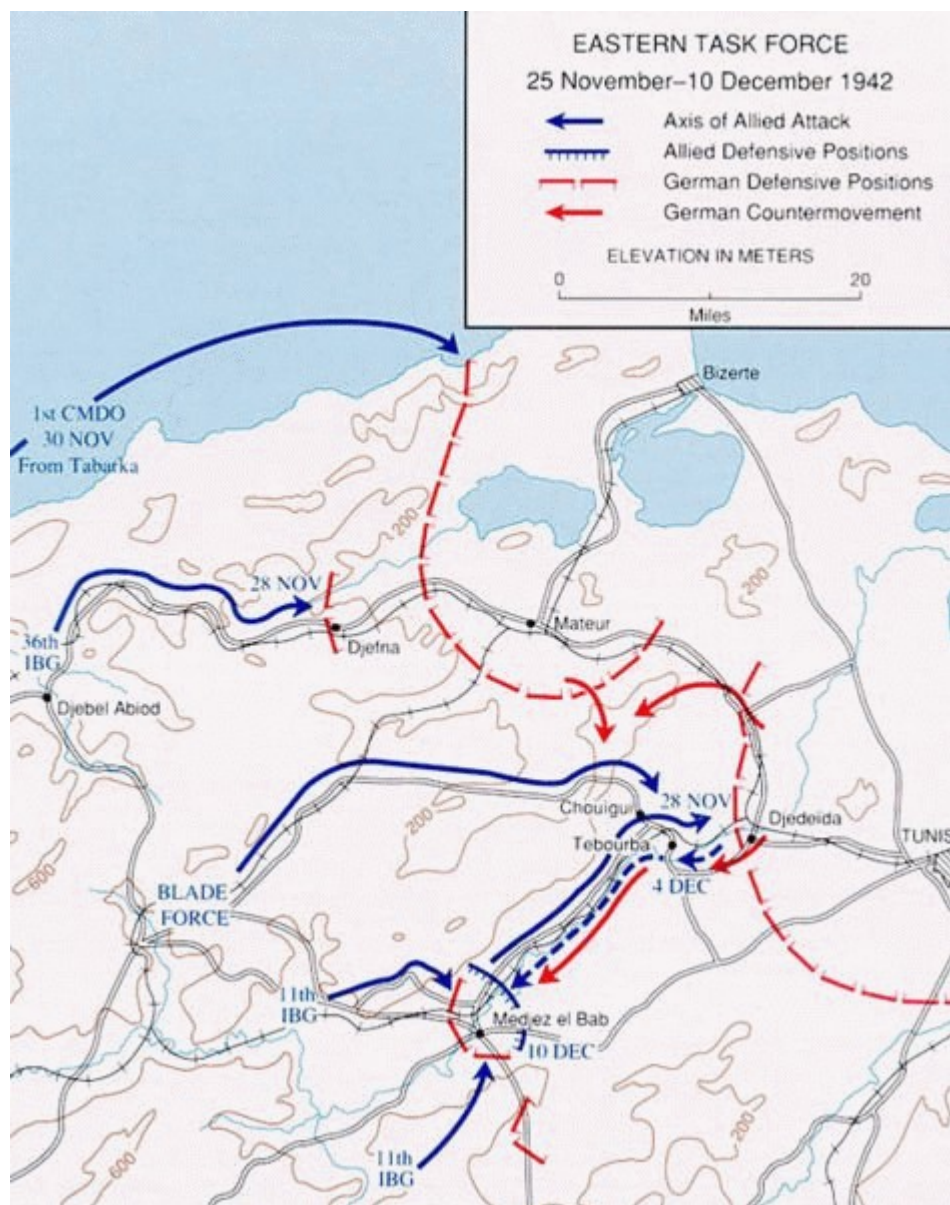 EASTERN TASK FORCE
25 November–10 December 1942
Axis of Allied Attack
Allied Defensive Positions
German Defensive Positions
German Countermovement
ELEVATION IN METERS
0 20
Miles
Bizerte
1st CMDO
30 NOV
From Tabarka
200
28 NOV
200
Mateur
Djefna
36th
IBG
Djebel Abiod
28 NOV
Chouigui
Djedeida
200
Tebourba
TUNIS
600
4 DEC
BLADE
FORCE
11th
IBG
Medjez el Bab
10 DEC
200
600
11th
IBG